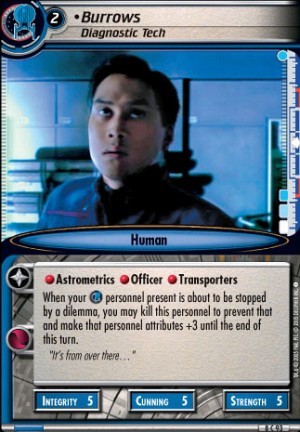 2 •Burrows
Diagnostic Tech
Human
Astrometrics Officer Transporters
When your personnel present is about to be stopped
by a dilemma, you may kill this personnel to prevent that
and make that personnel attributes +3 until the end of
this turn.
"It's from over there…"
INTEGRITY 5 CUNNING 5 STRENGTH 5